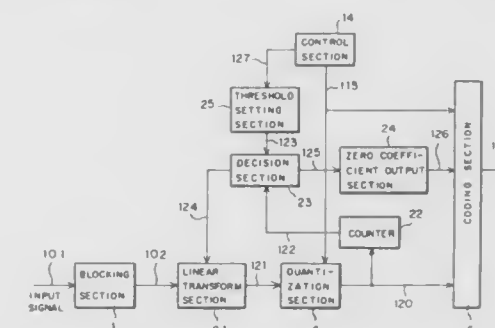 14
127
CONTROL
SECTION
115
25
THRESHOLD
SETTING
SECTION
123
24
125
126
DECISION
SECTION
ZERO COEFFI-
CIENT OUTPUT
SECTION
23
CODING SECTION
124
22
COUNTER
122
101
102
121
INPUT
SIGNAL
BLOCKING
SECTION
LINEAR
TRANSFORM
SECTION
QUANTI-
ZATION
SECTION
120